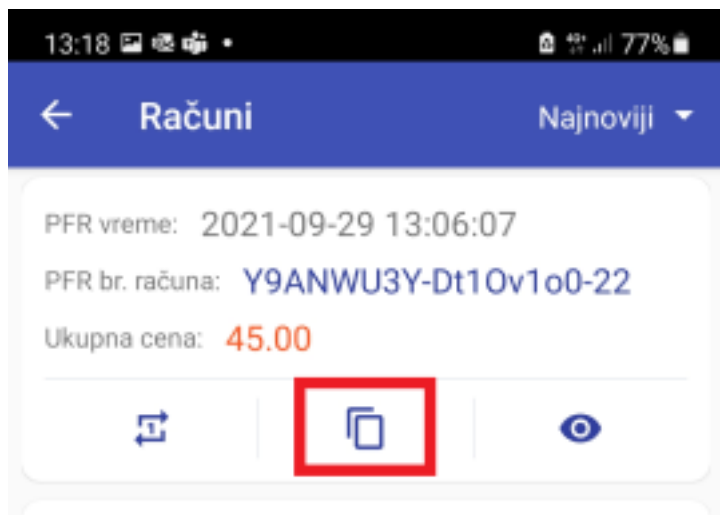 13:18 77%
Računi Najnoviji
PFR vreme: 2021-09-29 13:06:07
PFR br. računa: Y9ANWU3Y-Dt1Ov1o0-22
Ukupna cena: 45.00
1